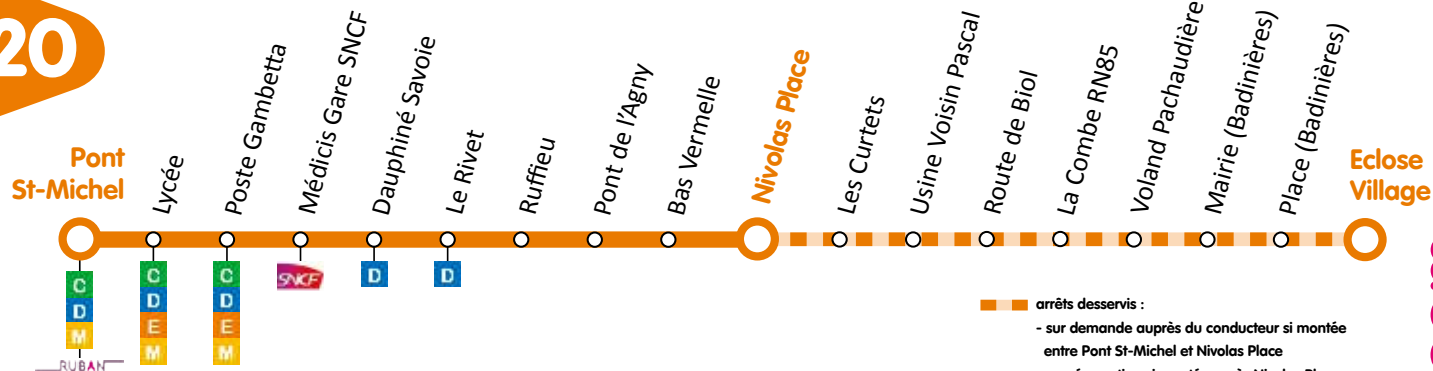 20
Pont
St-Michel
Lycée
Poste Gambetta
Médicis Gare SNCF
Dauphiné Savoie
Le Rivet
Ruffieu
Pont de l'Agny
Bas Vermelle
Nivolas Place
Les Curtets
Usine Voisin Pascal
Route de Biol
La Combe RN85
Voland Pachaudière
Mairie (Badinières)
Place (Badinières)
Eclose
Village
C
D
M
RUBAN
C
D
E
M
C
D
E
M
SNCF
D
D
arrêts desservis :
- sur demande auprès du conducteur si montée
entre Pont St-Michel et Nivolas Place